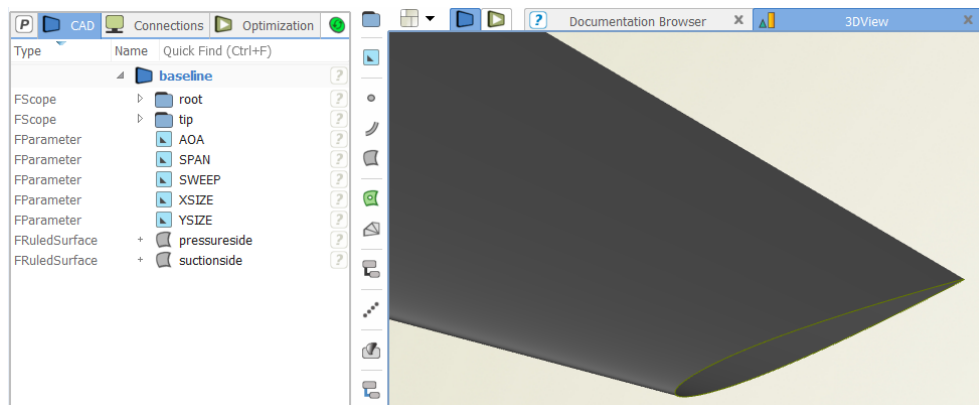 P CAD Connections Optimization
Type Name Quick Find (Ctrl+F)
baseline ?
FScope root ?
FScope tip ?
FParameter AOA ?
FParameter SPAN ?
FParameter SWEEP ?
FParameter XSIZE ?
FParameter YSIZE ?
FRuledSurface + pressureside ?
FRuledSurface + suctionside ?
? Documentation Browser X 3DView X